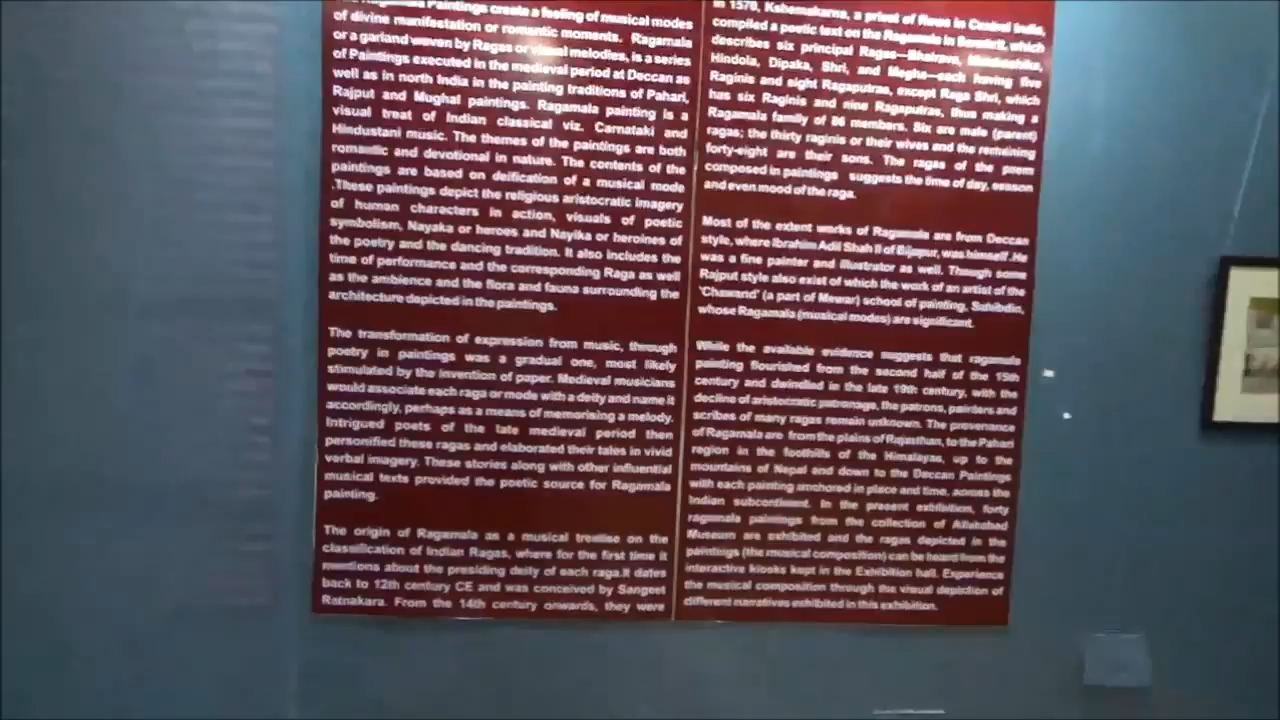 Ragamala Paintings create a feeling of musical modes
of divine manifestation or romantic moments. Ragamala
or a garland woven by Ragas or visual melodies, is a series
of Paintings executed in the medieval period at Deccan as
well as in north India in the painting traditions of Pahari,
Rajput and Mughal paintings. Ragamala painting is a
visual treat of Indian classical viz. Carnataki and
Hindustani music. The themes of the paintings are both
romantic and devotional in nature. The contents of the
paintings are based on deification of a musical mode
.These paintings depict the religious aristocratic imagery
of human characters in action, visuals of poetic
symbolism, Nayaka or heroes and Nayika or heroines of
the poetry and the dancing tradition. It also includes the
time of performance and the corresponding Raga as well
as the ambience and the flora and fauna surrounding the
architecture depicted in the paintings.
The transformation of expression from music, through
poetry in paintings was a gradual one, most likely
stimulated by the invention of paper. Medieval musicians
would associate each raga or mode with a deity and name it
accordingly, perhaps as a means of memorising a melody.
Intrigued poets of the late medieval period then
personified these ragas and elaborated their tales in vivid
verbal imagery. These stories along with other influential
musical texts provided the poetic source for Ragamala
painting.
The origin of Ragamala as a musical treatise on the
classification of Indian Ragas, where for the first time it
mentions about the presiding deity of each raga.It dates
back to 12th century CE and was conceived by Sangeet
Ratnakara. From the 14th century onwards, they were
in 1570, Kshemakarna, a priest of Rewa in Central India,
compiled a poetic text on the Ragamala in Sanskrit, which
describes six principal Ragas—Bhairava, Malakoshika,
Hindola, Dipaka, Shri, and Megha—each having five
Raginis and eight Ragaputras, except Raga Shri, which
has six Raginis and nine Ragaputras, thus making a
Ragamala family of 86 members. Six are male (parent)
ragas; the thirty raginis or their wives and the remaining
forty-eight are their sons. The ragas of the poem
composed in paintings suggests the time of day, season
and even mood of the raga.
Most of the extent works of Ragamala are from Deccan
style, where Ibrahim Adil Shah II of Bijapur, was himself .He
was a fine painter and illustrator as well. Though some
Rajput style also exist of which the work of an artist of the
'Chawand' (a part of Mewar) school of painting, Sahibdin,
whose Ragamala (musical modes) are significant.
While the available evidence suggests that ragamala
painting flourished from the second half of the 15th
century and dwindled in the late 19th century, with the
decline of aristocratic patronage, the patrons, painters and
scribes of many ragas remain unknown. The provenance
of Ragamala are from the plains of Rajasthan, to the Pahari
region in the foothills of the Himalayas, up to the
mountains of Nepal and down to the Deccan Paintings
with each painting anchored in place and time, across the
Indian subcontinent. In the present exhibition, forty
ragamala paintings from the collection of Allahabad
Museum are exhibited and the ragas depicted in the
paintings (the musical composition) can be heard from the
interactive kiosks kept in the Exhibition hall. Experience
the musical composition through the visual depiction of
different narratives exhibited in this exhibition.